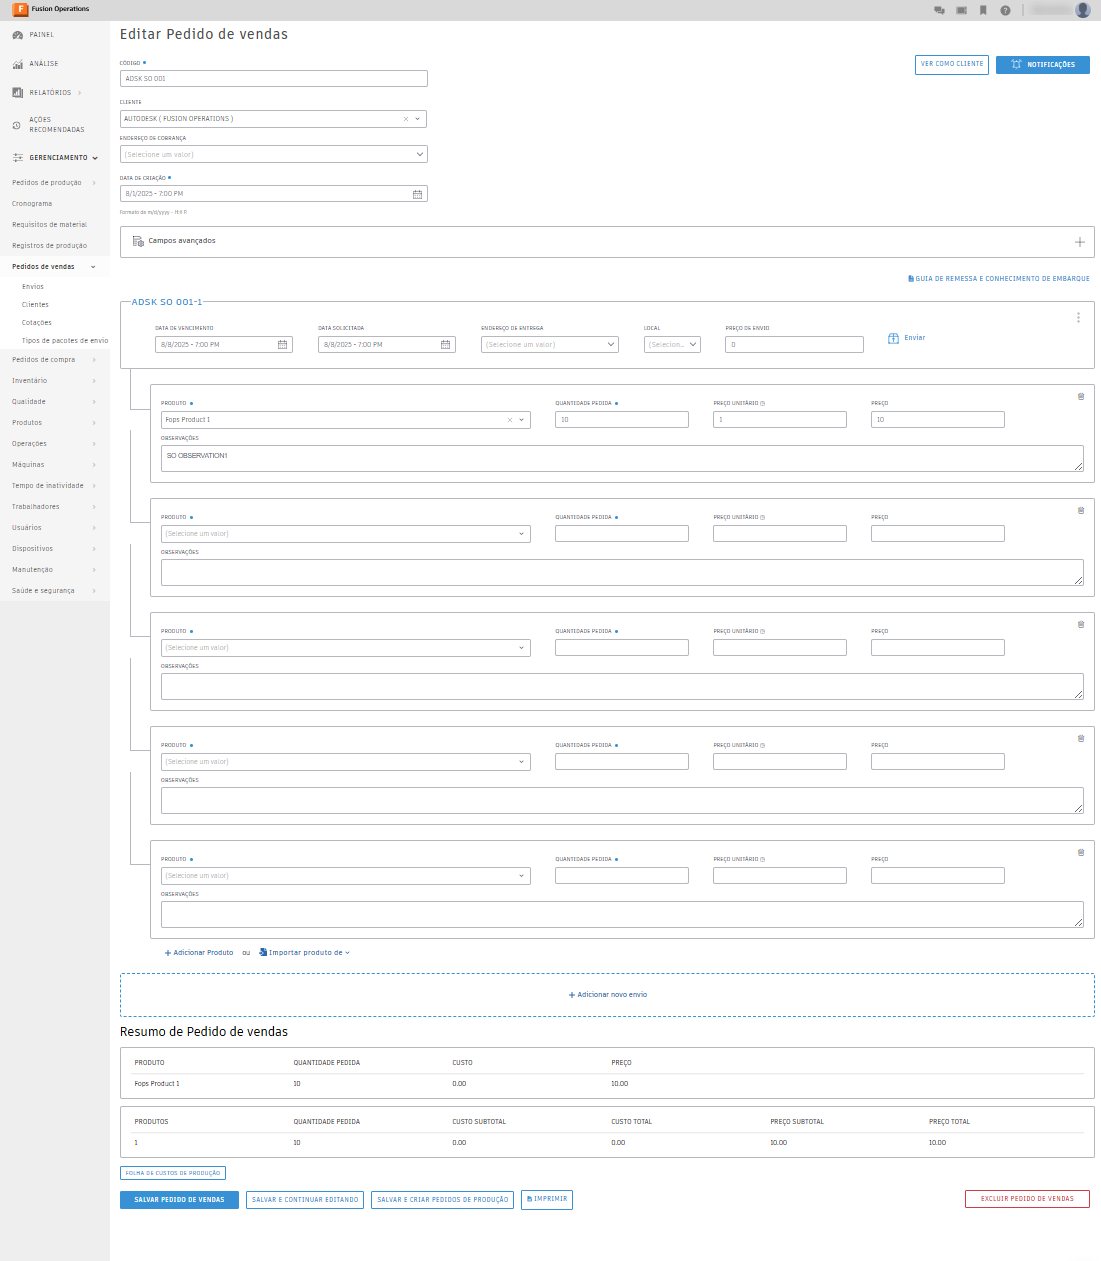 Fusion Operations
PAINEL
ANÁLISE
RELATÓRIOS
AÇÕES
RECOMENDADAS
GERENCIAMENTO
Pedidos de produção
Cronograma
Requisitos de material
Registros de produção
Pedidos de vendas
Envios
Clientes
Cotações
Tipos de pacotes de envio
Pedidos de compra
Inventário
Qualidade
Produtos
Operações
Máquinas
Tempo de inatividade
Trabalhadores
Usuários
Dispositivos
Manutenção
Saúde e segurança
Editar Pedido de vendas
VER COMO CLIENTE
NOTIFICAÇÕES
CÓDIGO
ADSK SO 001
CLIENTE
AUTODESK ( FUSION OPERATIONS )
ENDEREÇO DE COBRANÇA
(Selecione um valor)
DATA DE CRIAÇÃO
8/1/2025 - 7:00 PM
Formato de m/d/yyyy - H:ii P.
Campos avançados
GUIA DE REMESSA E CONHECIMENTO DE EMBARQUE
ADSK SO 001-1
DATA DE VENCIMENTO DATA SOLICITADA ENDEREÇO DE ENTREGA LOCAL PREÇO DE ENVIO
8/8/2025 - 7:00 PM 8/8/2025 - 7:00 PM (Selecione um valor) (Selecion... 0 Enviar
PRODUTO QUANTIDADE PEDIDA PREÇO UNITÁRIO PREÇO
Fops Product 1 10 1 10
OBSERVAÇÕES
SO OBSERVATION1
PRODUTO QUANTIDADE PEDIDA PREÇO UNITÁRIO PREÇO
(Selecione um valor)
OBSERVAÇÕES
PRODUTO QUANTIDADE PEDIDA PREÇO UNITÁRIO PREÇO
(Selecione um valor)
OBSERVAÇÕES
PRODUTO QUANTIDADE PEDIDA PREÇO UNITÁRIO PREÇO
(Selecione um valor)
OBSERVAÇÕES
PRODUTO QUANTIDADE PEDIDA PREÇO UNITÁRIO PREÇO
(Selecione um valor)
OBSERVAÇÕES
+ Adicionar Produto ou Importar produto de
+ Adicionar novo envio
Resumo de Pedido de vendas
PRODUTO QUANTIDADE PEDIDA CUSTO PREÇO
Fops Product 1 10 0.00 10.00
PRODUTOS QUANTIDADE PEDIDA CUSTO SUBTOTAL CUSTO TOTAL PREÇO SUBTOTAL PREÇO TOTAL
1 10 0.00 0.00 10.00 10.00
FOLHA DE CUSTOS DE PRODUÇÃO
SALVAR PEDIDO DE VENDAS SALVAR E CONTINUAR EDITANDO SALVAR E CRIAR PEDIDOS DE PRODUÇÃO IMPRIMIR EXCLUIR PEDIDO DE VENDAS